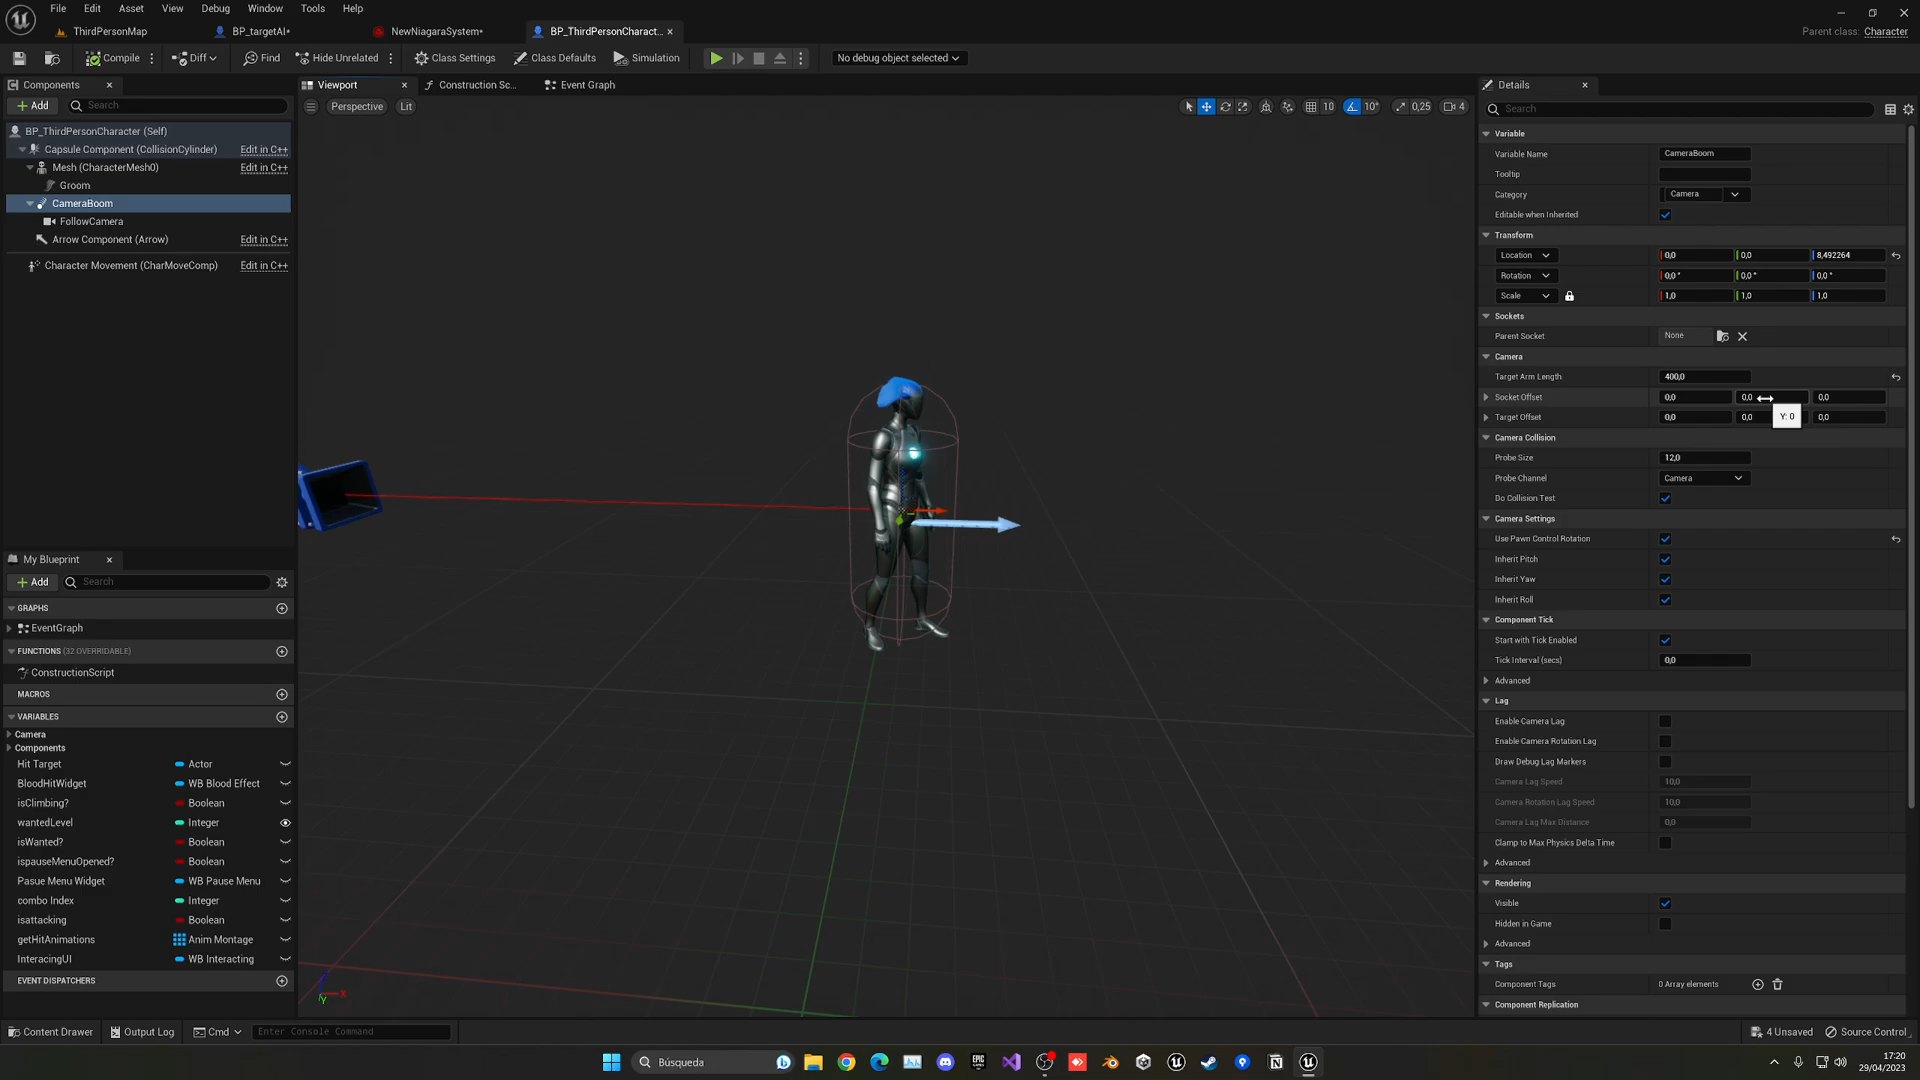 File Edit Asset View Debug Window Tools Help
ThirdPersonMap BP_targetAI* NewNiagaraSystem* BP_ThirdPersonCharact...
Parent class: Character
Compile Diff Find Hide Unrelated Class Settings Class Defaults Simulation No debug object selected
Components Viewport Construction Sc... Event Graph Details
Add Search Perspective Lit 10 10° 0,25 4 Search
BP_ThirdPersonCharacter (Self)
Capsule Component (CollisionCylinder) Edit in C++
Mesh (CharacterMesh0) Edit in C++
Groom
CameraBoom
FollowCamera
Arrow Component (Arrow) Edit in C++
Character Movement (CharMoveComp) Edit in C++
Variable
Variable Name CameraBoom
Tooltip
Category Camera
Editable when Inherited
Transform
Location 0,0 0,0 8,492264
Rotation 0,0 ° 0,0 ° 0,0 °
Scale 1,0 1,0 1,0
Sockets
Parent Socket None
Camera
Target Arm Length 400,0
Socket Offset 0,0 0,0 0,0
Y: 0
Target Offset 0,0 0,0 0,0
Camera Collision
Probe Size 12,0
Probe Channel Camera
Do Collision Test
Camera Settings
Use Pawn Control Rotation
Inherit Pitch
Inherit Yaw
Inherit Roll
Component Tick
Start with Tick Enabled
Tick Interval (secs) 0,0
Advanced
Lag
Enable Camera Lag
Enable Camera Rotation Lag
Draw Debug Lag Markers
Camera Lag Speed 10,0
Camera Rotation Lag Speed 10,0
Camera Lag Max Distance 0,0
Clamp to Max Physics Delta Time
Advanced
Rendering
Visible
Hidden in Game
Advanced
Tags
Component Tags 0 Array elements
Component Replication
My Blueprint
Add Search
GRAPHS
EventGraph
FUNCTIONS (32 OVERRIDABLE)
ConstructionScript
MACROS
VARIABLES
Camera
Components
Hit Target Actor
BloodHitWidget WB Blood Effect
isClimbing? Boolean
wantedLevel Integer
isWanted? Boolean
ispauseMenuOpened? Boolean
Pasue Menu Widget WB Pause Menu
combo Index Integer
isattacking Boolean
getHitAnimations Anim Montage
InteracingUI WB Interacting
EVENT DISPATCHERS
X
Y
Content Drawer Output Log Cmd Enter Console Command 4 Unsaved Source Control
Búsqueda
EPIC GAMES
17:20
29/04/2023